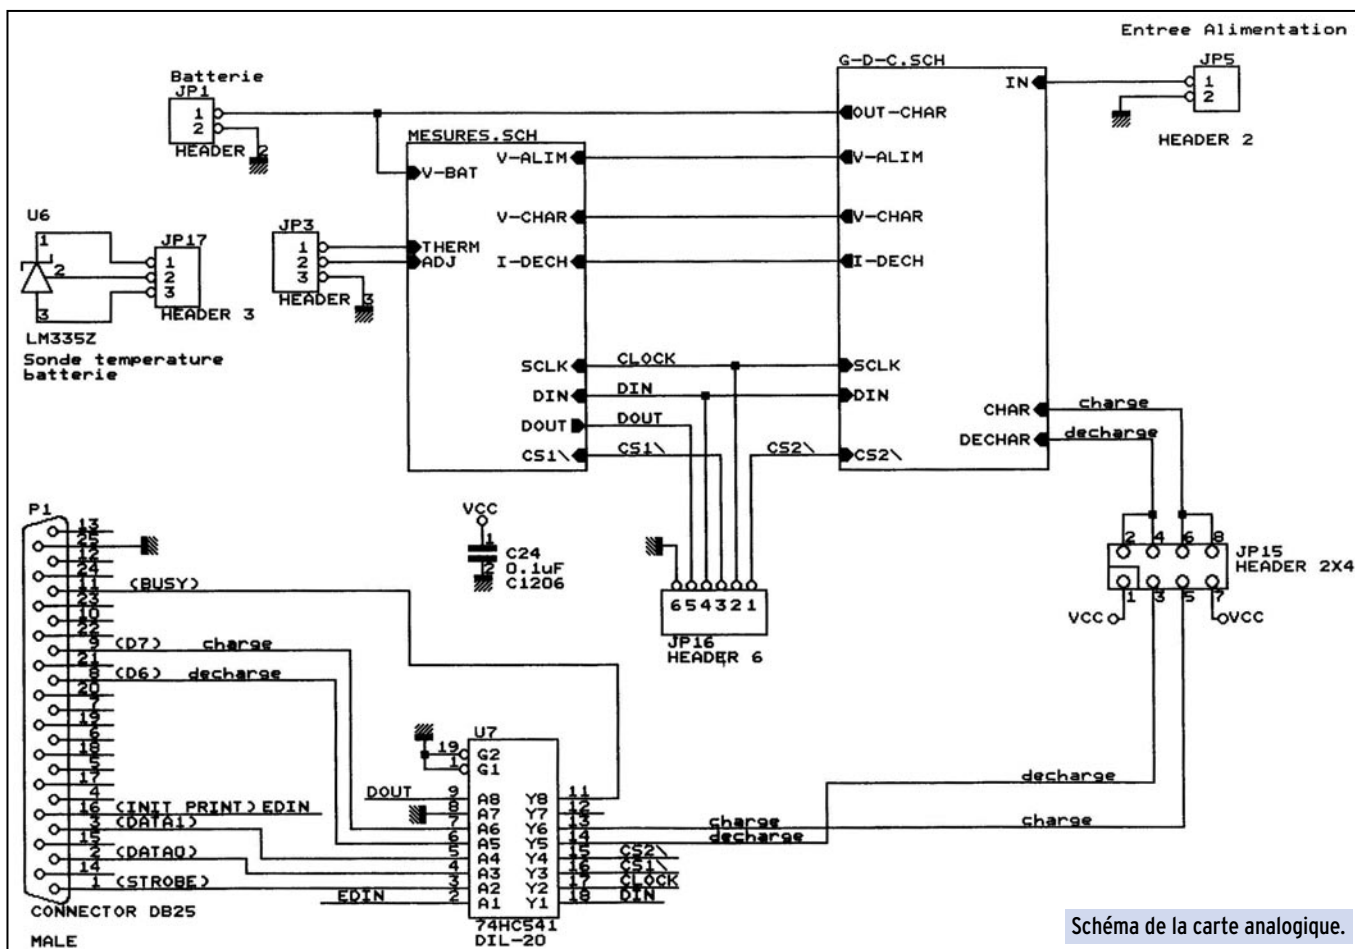 Entree Alimentation
JP5
1
2
HEADER 2
Batterie
JP1
1
2
HEADER 2
G-D-C.SCH
IN
OUT-CHAR
V-ALIM
V-CHAR
I-DECH
SCLK
DIN
CHAR
DECHAR
CS2\
MESURES.SCH
V-ALIM
V-BAT
V-CHAR
THERM
ADJ
I-DECH
SCLK
DIN
DOUT
CS1\
U6
1
2
3
LM335Z
Sonde temperature
batterie
JP17
1
2
3
HEADER 3
JP3
1
2
3
HEADER 3
CLOCK
DIN
DOUT
CS1\
CS2\
charge
decharge
2 4 6 8
JP15
HEADER 2X4
1 3 5 7
VCC
VCC
VCC
1
2
C24
0.1uF
C1206
6 5 4 3 2 1
JP16
HEADER 6
P1
13
25
12
24
11 (BUSY)
23
10
22
9 (D7) charge
21
8 (D6) decharge
20
7
19
6
18
5
17
4
16 (INIT PRINT) EDIN
3 (DATA1)
15
2 (DATA0)
14
1 (STROBE)
CONNECTOR DB25
MALE
U7
19 G2
1 G1
DOUT 9 A8 Y8 11
8 A7 Y7 12
7 A6 Y6 13 charge
6 A5 Y5 14 decharge
5 A4 Y4 15 CS2\
4 A3 Y3 16 CS1\
3 A2 Y2 17 CLOCK
EDIN 2 A1 Y1 18 DIN
74HC541
DIL-20
decharge
charge
Schéma de la carte analogique.